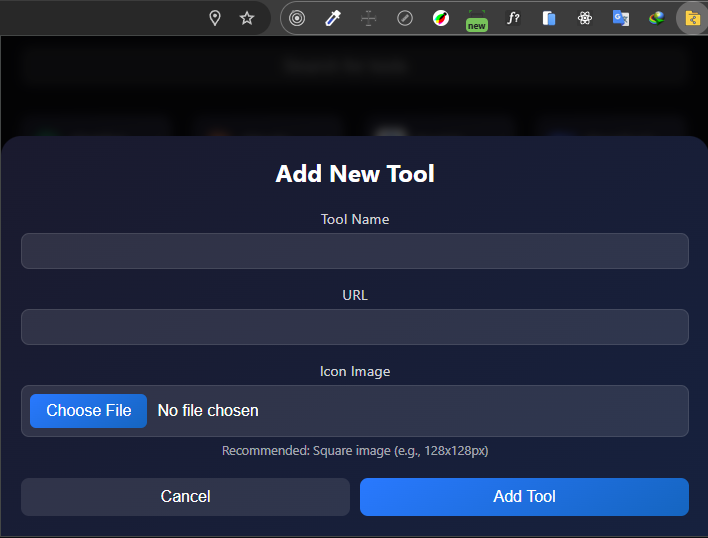 new
f?
Add New Tool
Tool Name
URL
Icon Image
Choose File No file chosen
Recommended: Square image (e.g., 128x128px)
Cancel Add Tool